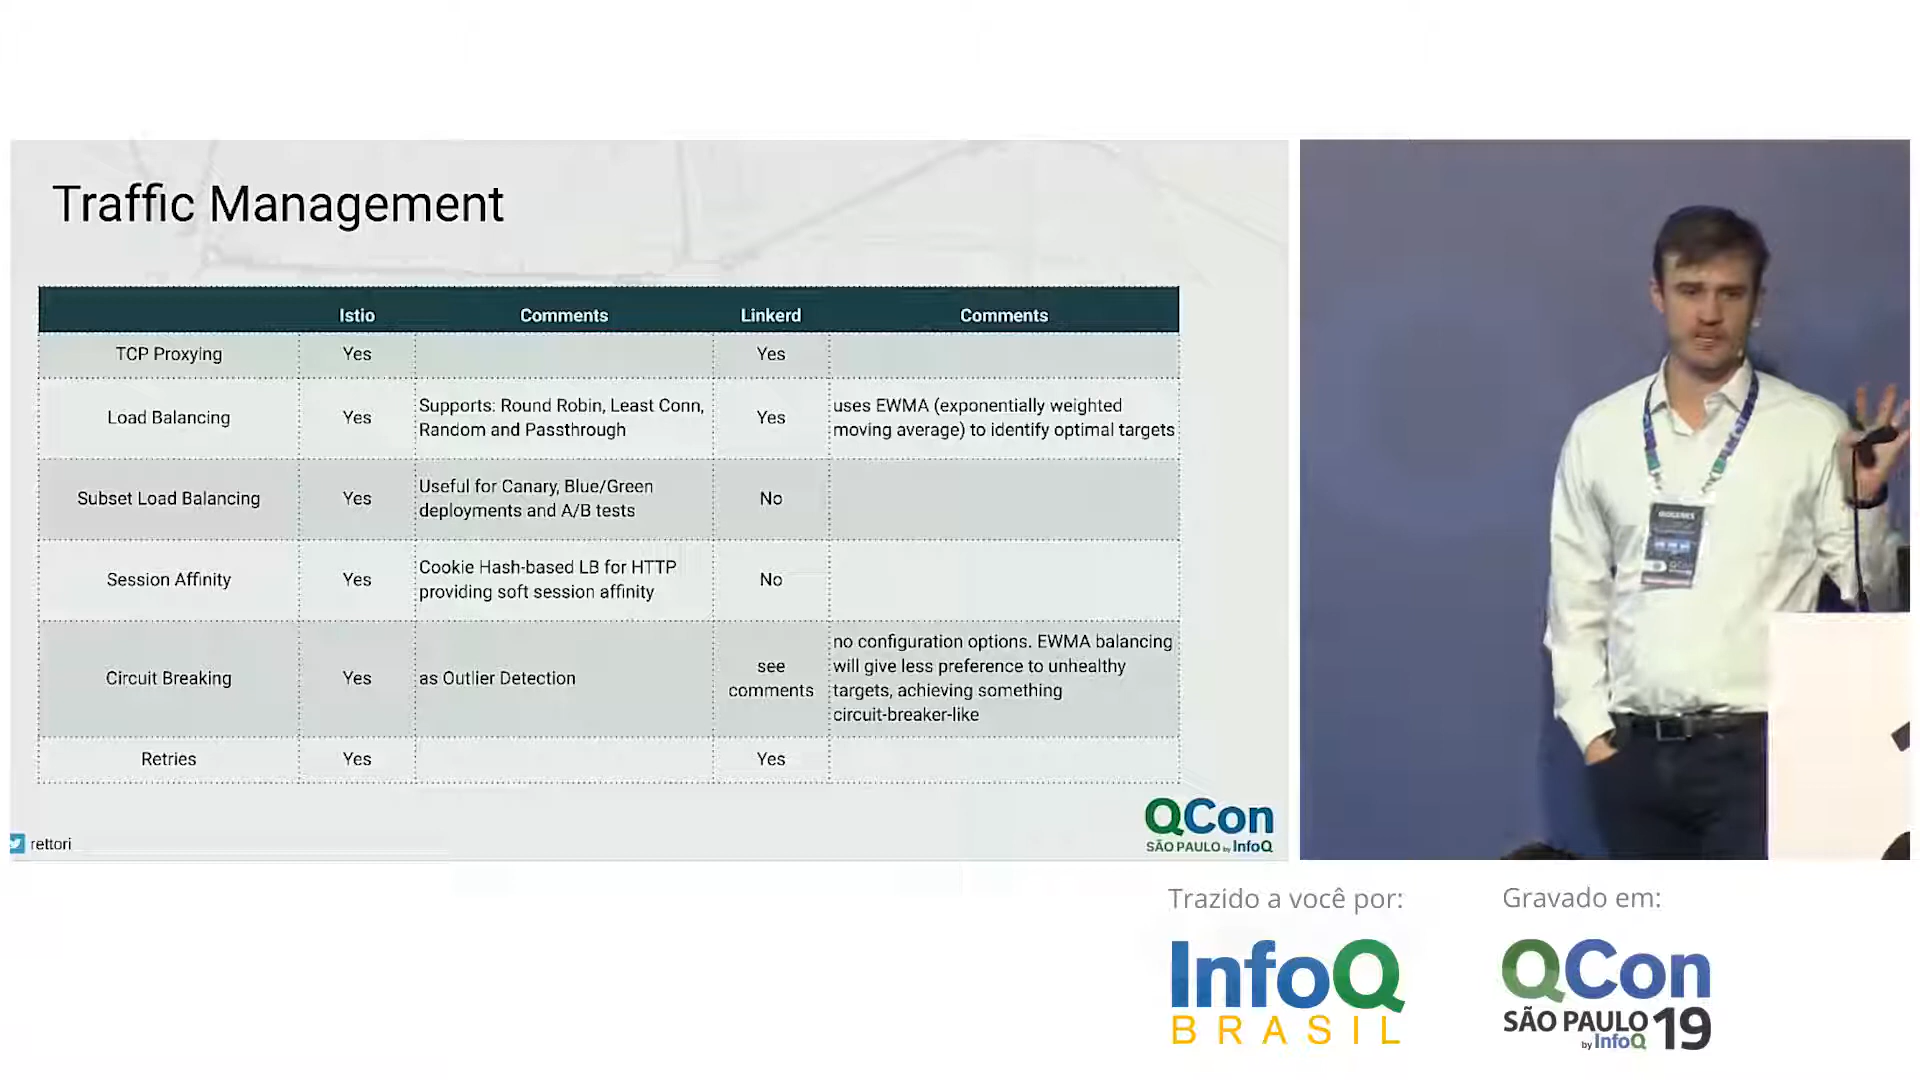 Traffic Management
Istio Comments Linkerd Comments
TCP Proxying Yes Yes
Load Balancing Yes Supports: Round Robin, Least Conn, Random and Passthrough Yes uses EWMA (exponentially weighted moving average) to identify optimal targets
Subset Load Balancing Yes Useful for Canary, Blue/Green deployments and A/B tests No
Session Affinity Yes Cookie Hash-based LB for HTTP providing soft session affinity No
Circuit Breaking Yes as Outlier Detection see comments no configuration options. EWMA balancing will give less preference to unhealthy targets, achieving something circuit-breaker-like
Retries Yes Yes
rettori
QCon
SÃO PAULO by InfoQ
Trazido a você por:
InfoQ
BRASIL
Gravado em:
QCon
SÃO PAULO 19
by InfoQ